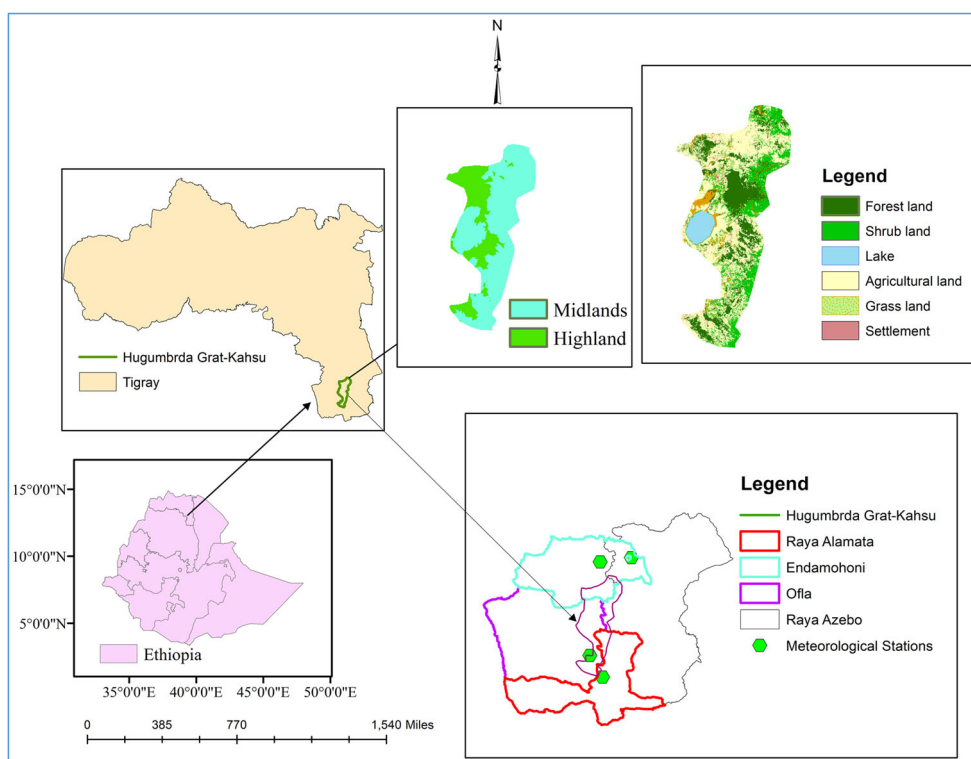 N
Hugumbrda Grat-Kahsu
Tigray
Midlands
Highland
Legend
Forest land
Shrub land
Lake
Agricultural land
Grass land
Settlement
15°0'0"N
10°0'0"N
5°0'0"N
Ethiopia
35°0'0"E 40°0'0"E 45°0'0"E 50°0'0"E
0 385 770 1,540 Miles
Legend
Hugumbrda Grat-Kahsu
Raya Alamata
Endamohoni
Ofla
Raya Azebo
Meteorological Stations